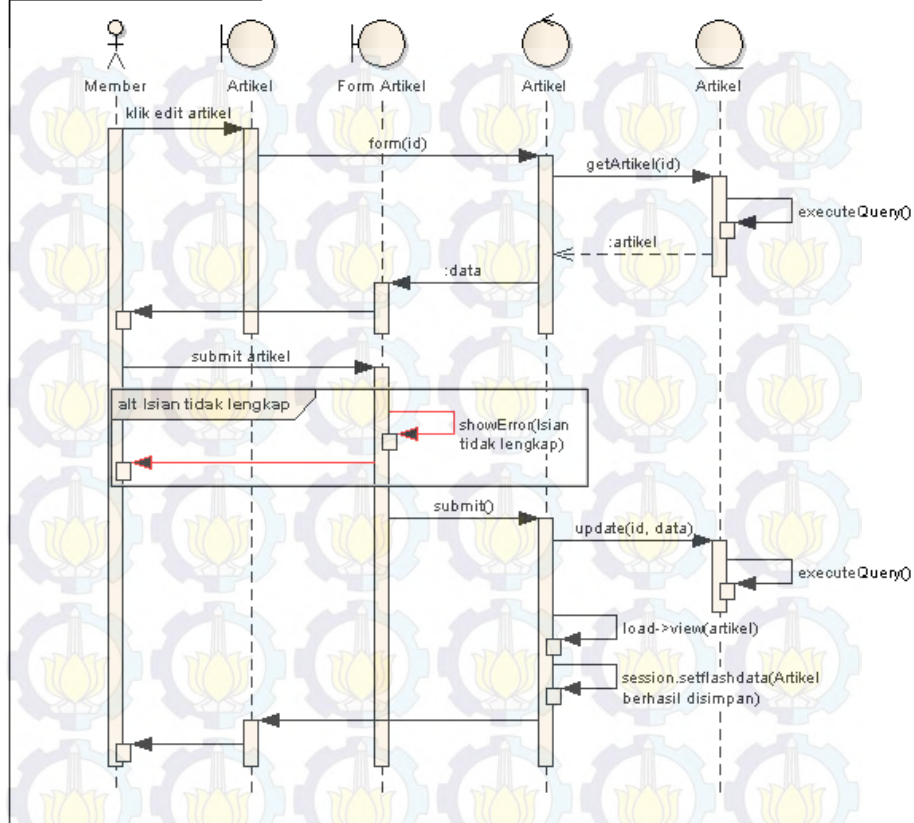 Member
Artikel
Form Artikel
Artikel
Artikel
klik edit artikel
form(id)
getArtikel(id)
executeQuery()
:artikel
:data
submit artikel
alt Isian tidak lengkap
showError(Isian
tidak lengkap)
submit()
update(id, data)
executeQuery()
load->view(artikel)
session.setflashdata(Artikel
berhasil disimpan)